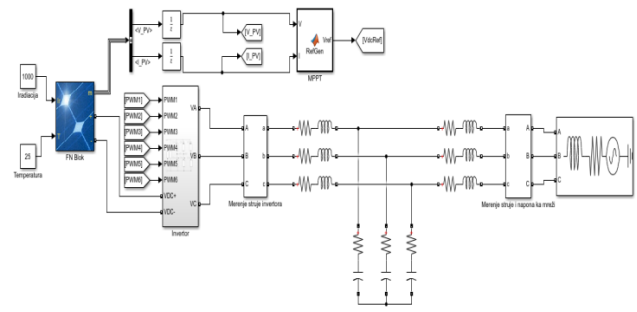 <V_PV>
<I_PV>
1
z
1
z
[V_PV]
[I_PV]
V
I
RefGen
Vref
MPPT
[VdcRef]
1000
Iradijacija
25
Temperatura
I
T
m
+
-
FN Blok
[PWM1]
[PWM2]
[PWM3]
[PWM4]
[PWM5]
[PWM6]
PWM1
PWM2
PWM3
PWM4
PWM5
PWM6
VDC+
VDC-
VA
VB
VC
Invertor
A
B
C
a
b
c
Merenje struje invertora
a
b
c
A
B
C
Merenje struje i napona ka mreži
A
B
C